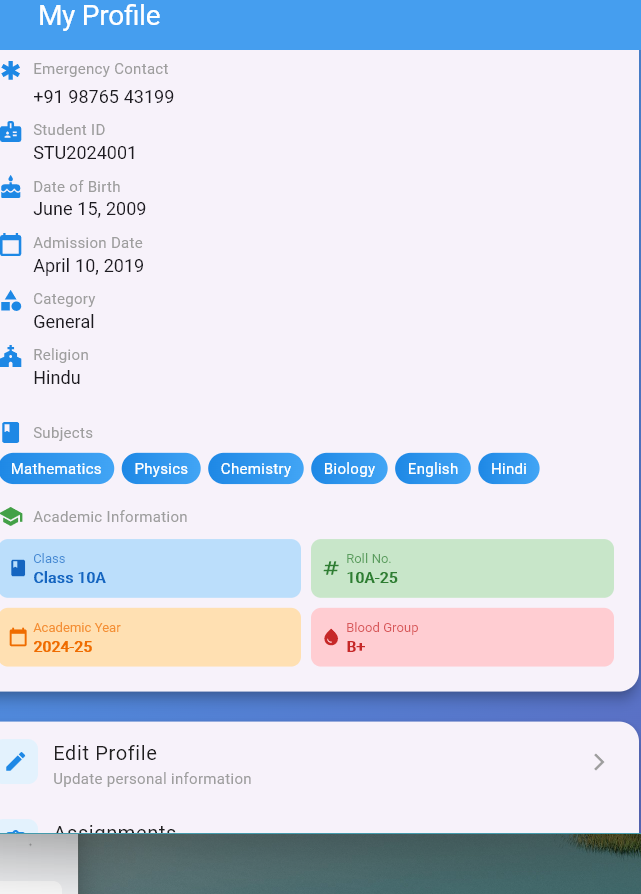 My Profile
Emergency Contact
+91 98765 43199
Student ID
STU2024001
Date of Birth
June 15, 2009
Admission Date
April 10, 2019
Category
General
Religion
Hindu
Subjects
Mathematics Physics Chemistry Biology English Hindi
Academic Information
Class
Class 10A
Roll No.
10A-25
Academic Year
2024-25
Blood Group
B+
Edit Profile
Update personal information
Assignments